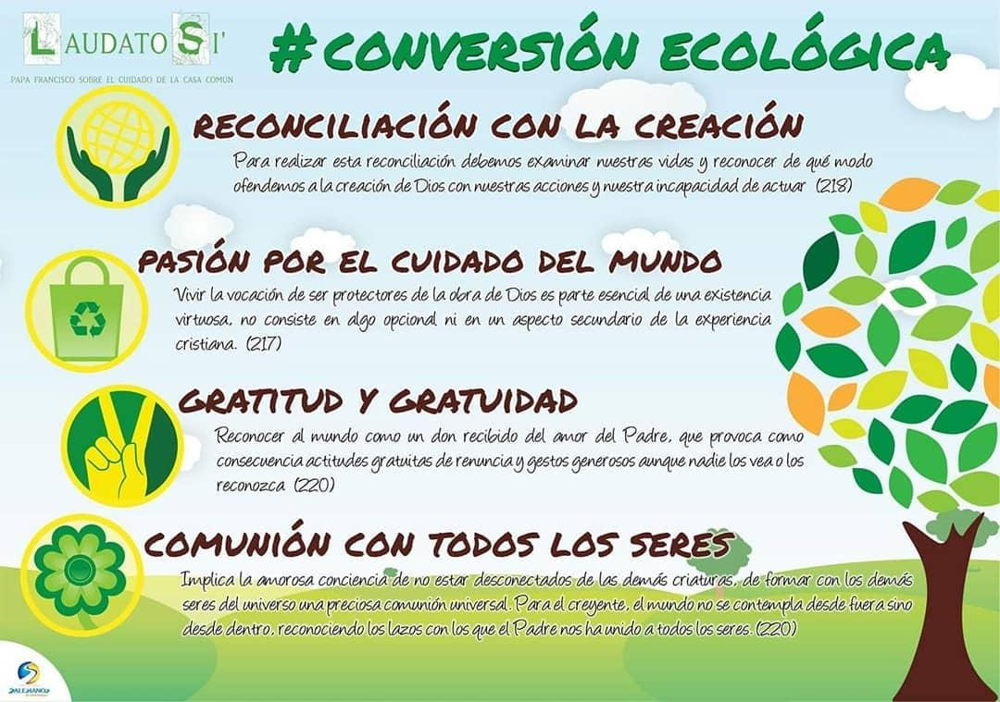 LAUDATO SI'
PAPA FRANCISCO SOBRE EL CUIDADO DE LA CASA COMÚN
#CONVERSIÓN ECOLÓGICA
RECONCILIACIÓN CON LA CREACIÓN
Para realizar esta reconciliación debemos examinar nuestras vidas y reconocer de qué modo
ofendemos a la creación de Dios con nuestras acciones y nuestra incapacidad de actuar (218)
PASIÓN POR EL CUIDADO DEL MUNDO
Vivir la vocación de ser protectores de la obra de Dios es parte esencial de una existencia
virtuosa, no consiste en algo opcional ni en un aspecto secundario de la experiencia
cristiana. (217)
GRATITUD Y GRATUIDAD
Reconocer al mundo como un don recibido del amor del Padre, que provoca como
consecuencia actitudes gratuitas de renuncia y gestos generosos aunque nadie los vea o los
reconozca (220)
COMUNIÓN CON TODOS LOS SERES
Implica la amorosa conciencia de no estar desconectados de las demás criaturas, de formar con los demás
seres del universo una preciosa comunión universal. Para el creyente, el mundo no se contempla desde fuera sino
desde dentro, reconociendo los lazos con los que el Padre nos ha unido a todos los seres. (220)